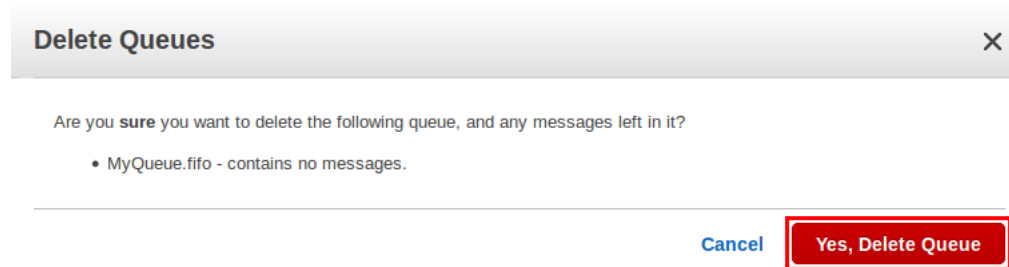 Delete Queues
Are you sure you want to delete the following queue, and any messages left in it?
• MyQueue.fifo - contains no messages.
Cancel
Yes, Delete Queue